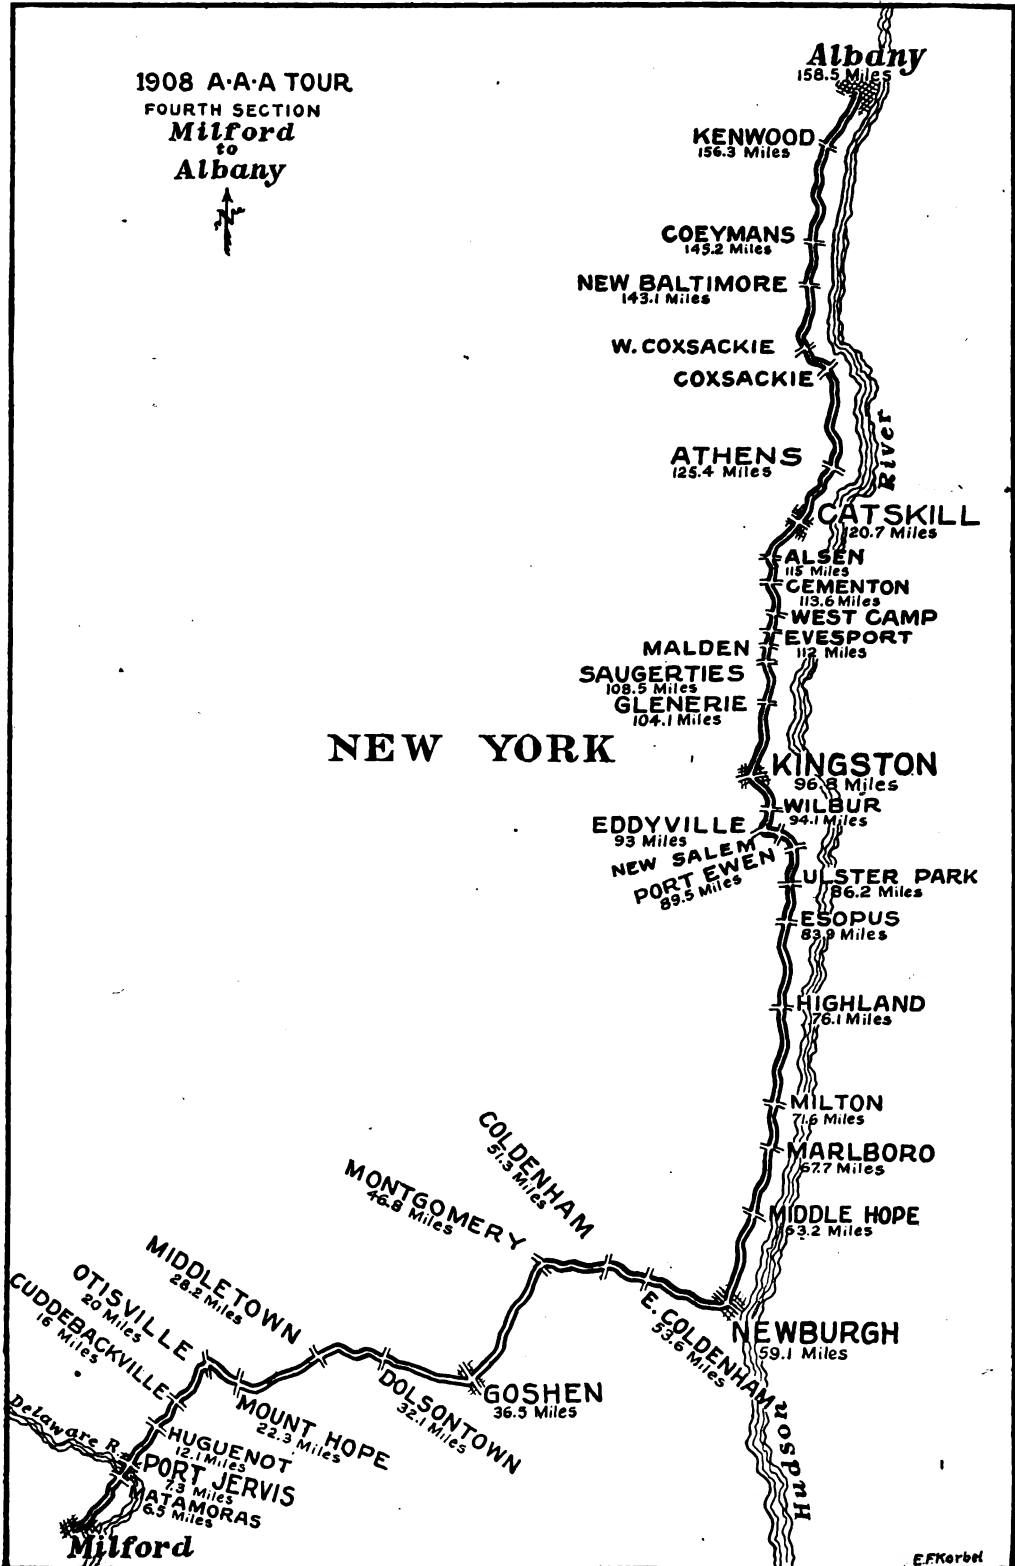 1908 A·A·A TOUR
FOURTH SECTION
Milford
to
Albany
N
Albany
158.5 Miles
KENWOOD
156.3 Miles
COEYMANS
145.2 Miles
NEW BALTIMORE
143.1 Miles
W. COXSACKIE
COXSACKIE
River
ATHENS
125.4 Miles
CATSKILL
120.7 Miles
ALSEN
115 Miles
CEMENTON
113.6 Miles
WEST CAMP
EVESPORT
112 Miles
MALDEN
SAUGERTIES
108.5 Miles
GLENERIE
104.1 Miles
NEW YORK
KINGSTON
96.8 Miles
WILBUR
94.1 Miles
EDDYVILLE
93 Miles
NEW SALEM
PORT EWEN
89.5 Miles
ULSTER PARK
86.2 Miles
ESOPUS
83.9 Miles
HIGHLAND
76.1 Miles
MILTON
71.6 Miles
MARLBORO
67.7 Miles
MIDDLE HOPE
63.2 Miles
COLDENHAM
51.3 Miles
MONTGOMERY
46.8 Miles
NEWBURGH
59.1 Miles
E. COLDENHAM
53.6 Miles
MIDDLETOWN
28.2 Miles
OTISVILLE
20 Miles
CUDDEBACKVILLE
16 Miles
GOSHEN
36.5 Miles
DOLSONTOWN
32.1 Miles
MOUNT HOPE
22.3 Miles
HUGUENOT
12.1 Miles
Delaware R.
PORT JERVIS
7.3 Miles
MATAMORAS
6.5 Miles
Milford
Hudson
E.F.Korbel